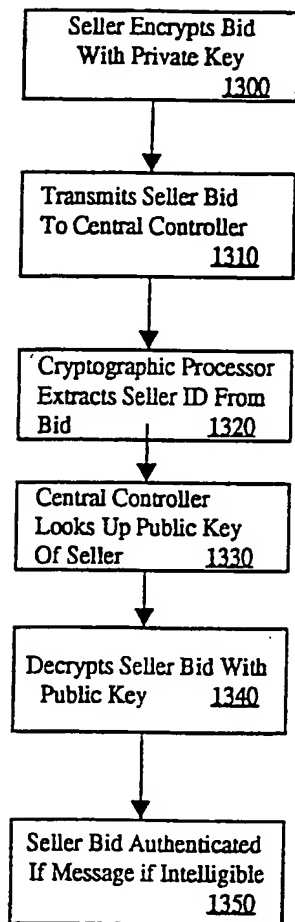 Seller Encrypts Bid
With Private Key
1300
Transmits Seller Bid
To Central Controller
1310
Cryptographic Processor
Extracts Seller ID From
Bid 1320
Central Controller
Looks Up Public Key
Of Seller 1330
Decrypts Seller Bid With
Public Key 1340
Seller Bid Authenticated
If Message if Intelligible
1350